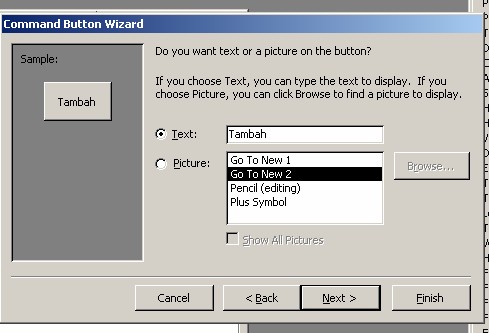 Command Button Wizard
Sample:
Tambah
Do you want text or a picture on the button?
If you choose Text, you can type the text to display. If you
choose Picture, you can click Browse to find a picture to display.
Text:
Tambah
Picture:
Go To New 1
Go To New 2
Pencil (editing)
Plus Symbol
Browse...
Show All Pictures
Cancel
< Back
Next >
Finish